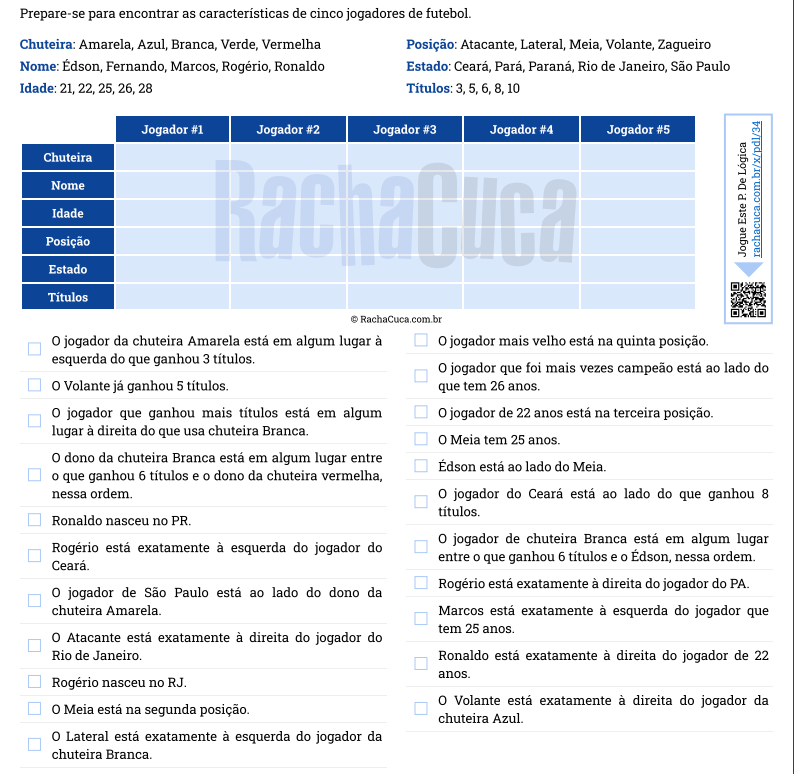 Prepare-se para encontrar as características de cinco jogadores de futebol.
Chuteira: Amarela, Azul, Branca, Verde, Vermelha
Nome: Édson, Fernando, Marcos, Rogério, Ronaldo
Idade: 21, 22, 25, 26, 28
Posição: Atacante, Lateral, Meia, Volante, Zagueiro
Estado: Ceará, Pará, Paraná, Rio de Janeiro, São Paulo
Títulos: 3, 5, 6, 8, 10
Jogador #1 Jogador #2 Jogador #3 Jogador #4 Jogador #5
Chuteira
Nome
Idade
Posição
Estado
Títulos
RachaCuca
Jogue Este P. De Lógica
rachacuca.com.br/x/pdl/34
© RachaCuca.com.br
O jogador da chuteira Amarela está em algum lugar à
esquerda do que ganhou 3 títulos.
O Volante já ganhou 5 títulos.
O jogador que ganhou mais títulos está em algum
lugar à direita do que usa chuteira Branca.
O dono da chuteira Branca está em algum lugar entre
o que ganhou 6 títulos e o dono da chuteira vermelha,
nessa ordem.
Ronaldo nasceu no PR.
Rogério está exatamente à esquerda do jogador do
Ceará.
O jogador de São Paulo está ao lado do dono da
chuteira Amarela.
O Atacante está exatamente à direita do jogador do
Rio de Janeiro.
Rogério nasceu no RJ.
O Meia está na segunda posição.
O Lateral está exatamente à esquerda do jogador da
chuteira Branca.
O jogador mais velho está na quinta posição.
O jogador que foi mais vezes campeão está ao lado do
que tem 26 anos.
O jogador de 22 anos está na terceira posição.
O Meia tem 25 anos.
Édson está ao lado do Meia.
O jogador do Ceará está ao lado do que ganhou 8
títulos.
O jogador de chuteira Branca está em algum lugar
entre o que ganhou 6 títulos e o Édson, nessa ordem.
Rogério está exatamente à direita do jogador do PA.
Marcos está exatamente à esquerda do jogador que
tem 25 anos.
Ronaldo está exatamente à direita do jogador de 22
anos.
O Volante está exatamente à direita do jogador da
chuteira Azul.